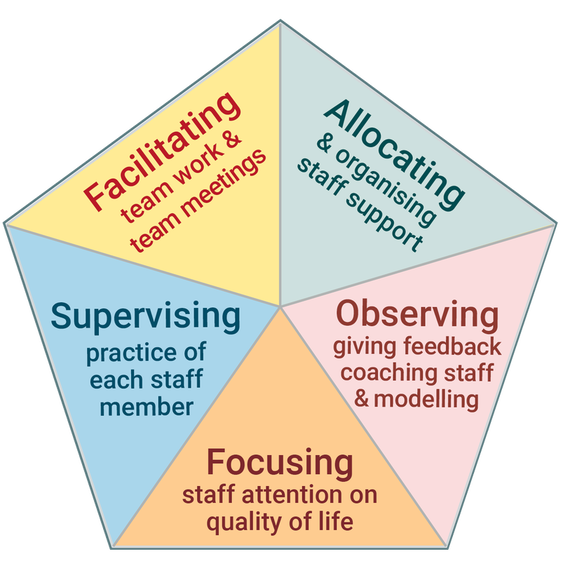 Facilitating
team work &
team meetings
Allocating
& organising
staff support
Supervising
practice of
each staff
member
Observing
giving feedback
coaching staff
& modelling
Focusing
staff attention on
quality of life